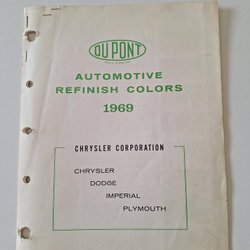 DU PONT
AUTOMOTIVE
REFINISH COLORS
1969
CHRYSLER CORPORATION
CHRYSLER
DODGE
IMPERIAL
PLYMOUTH